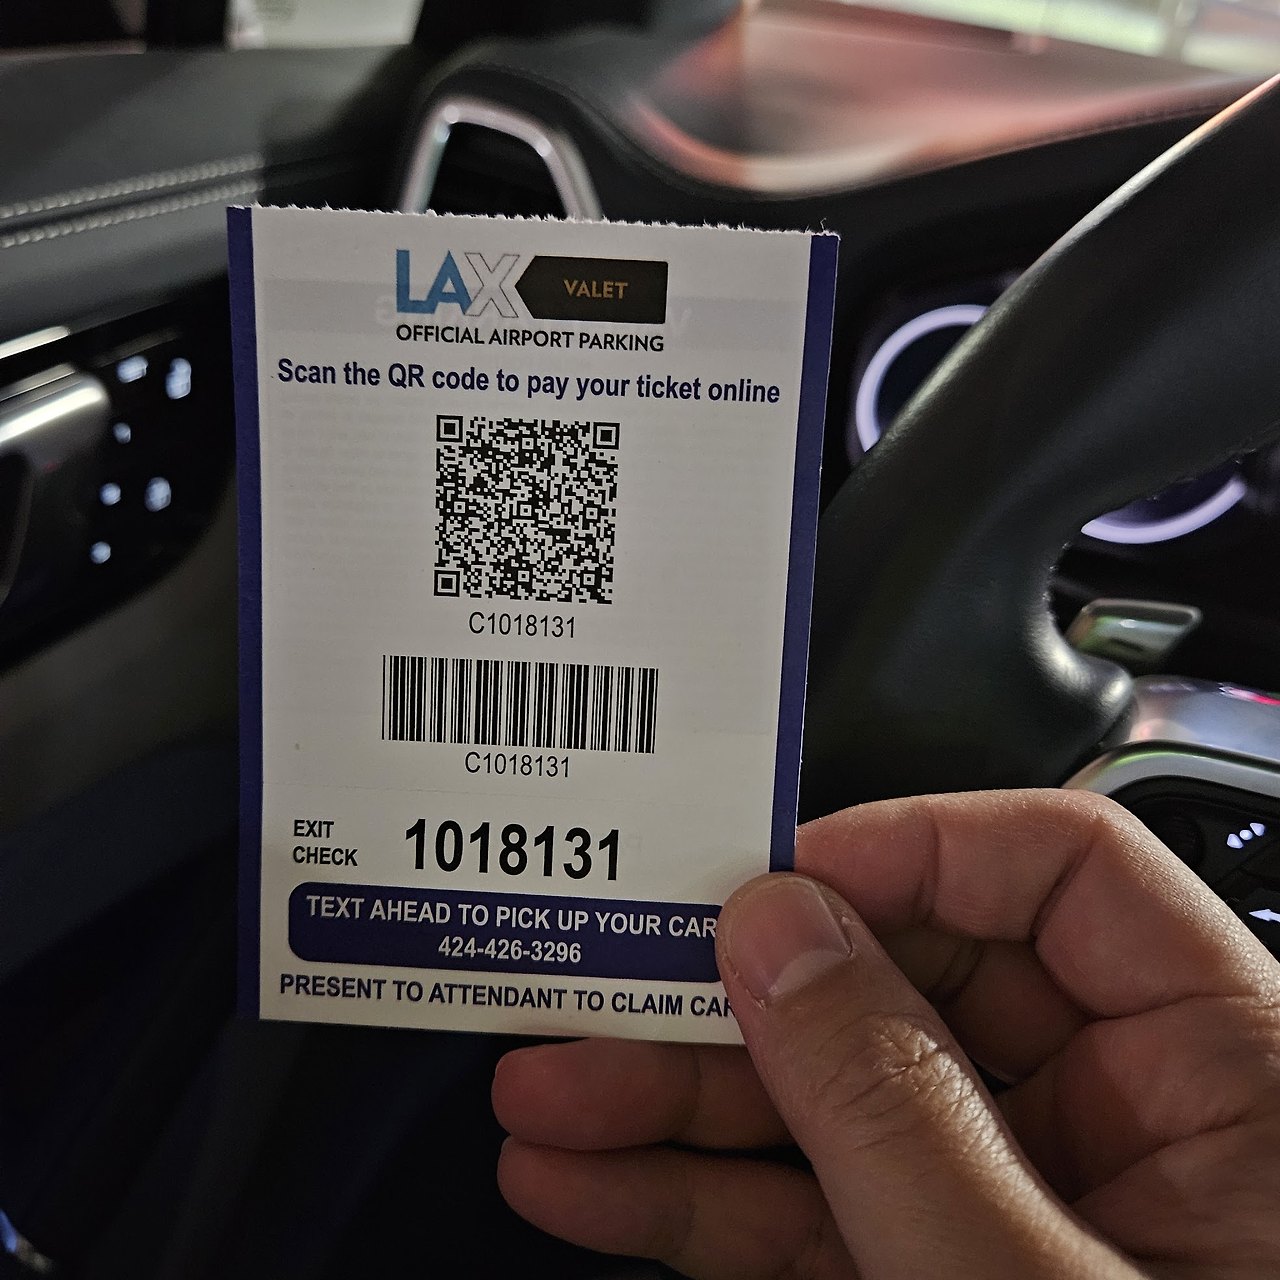 LAX VALET
OFFICIAL AIRPORT PARKING
Scan the QR code to pay your ticket online
C1018131
C1018131
EXIT
CHECK
1018131
TEXT AHEAD TO PICK UP YOUR CAR
424-426-3296
PRESENT TO ATTENDANT TO CLAIM CAR